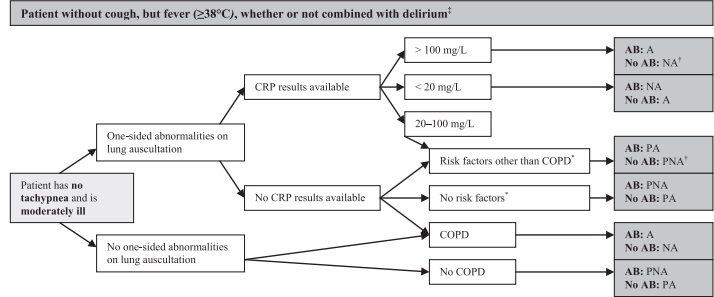 Patient without cough, but fever (≥38°C), whether or not combined with delirium‡
Patient has no
tachypnea and is
moderately ill
One-sided abnormalities on
lung auscultation
No one-sided abnormalities
on lung auscultation
CRP results available
No CRP results available
> 100 mg/L
< 20 mg/L
20–100 mg/L
Risk factors other than COPD*
No risk factors*
COPD
No COPD
AB: A
No AB: NA†
AB: NA
No AB: A
AB: PA
No AB: PNA†
AB: PNA
No AB: PA
AB: A
No AB: NA
AB: PNA
No AB: PA